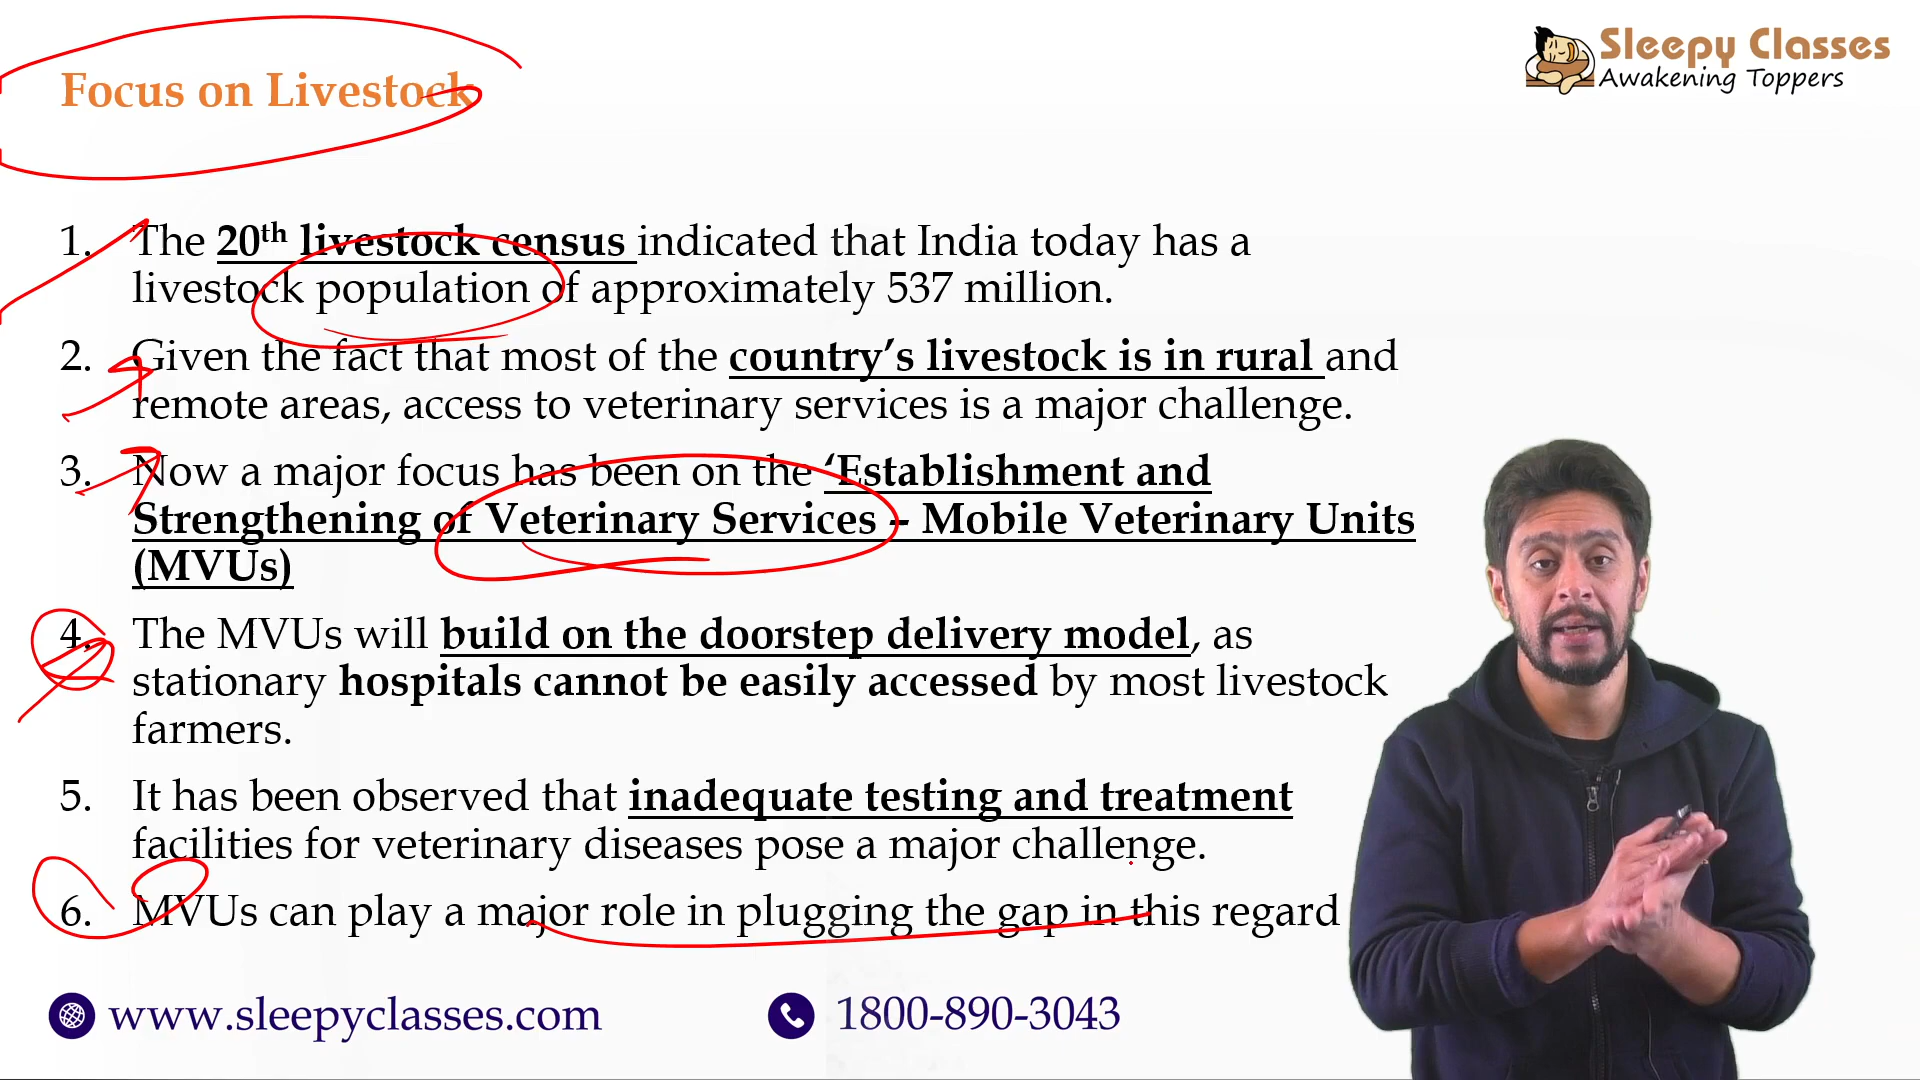 Sleepy Classes
Awakening Toppers
Focus on Livestock
1. The 20th livestock census indicated that India today has a
livestock population of approximately 537 million.
2. Given the fact that most of the country’s livestock is in rural and
remote areas, access to veterinary services is a major challenge.
3. Now a major focus has been on the ‘Establishment and
Strengthening of Veterinary Services – Mobile Veterinary Units
(MVUs)
4. The MVUs will build on the doorstep delivery model, as
stationary hospitals cannot be easily accessed by most livestock
farmers.
5. It has been observed that inadequate testing and treatment
facilities for veterinary diseases pose a major challenge.
6. MVUs can play a major role in plugging the gap in this regard
www.sleepyclasses.com
1800-890-3043